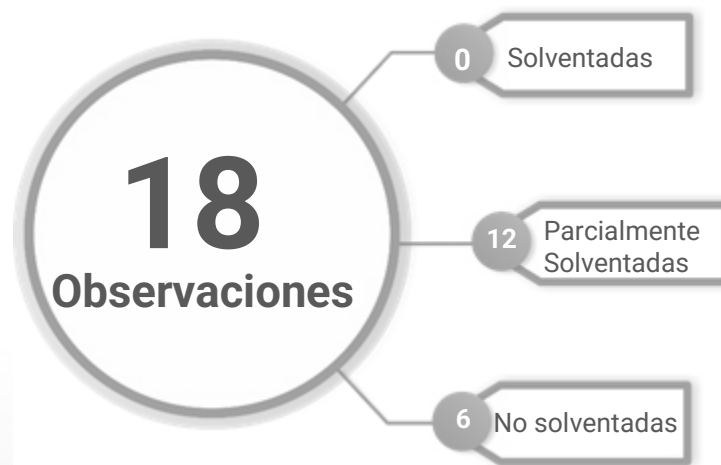 18
Observaciones
0
Solventadas
12
Parcialmente
Solventadas
6
No solventadas